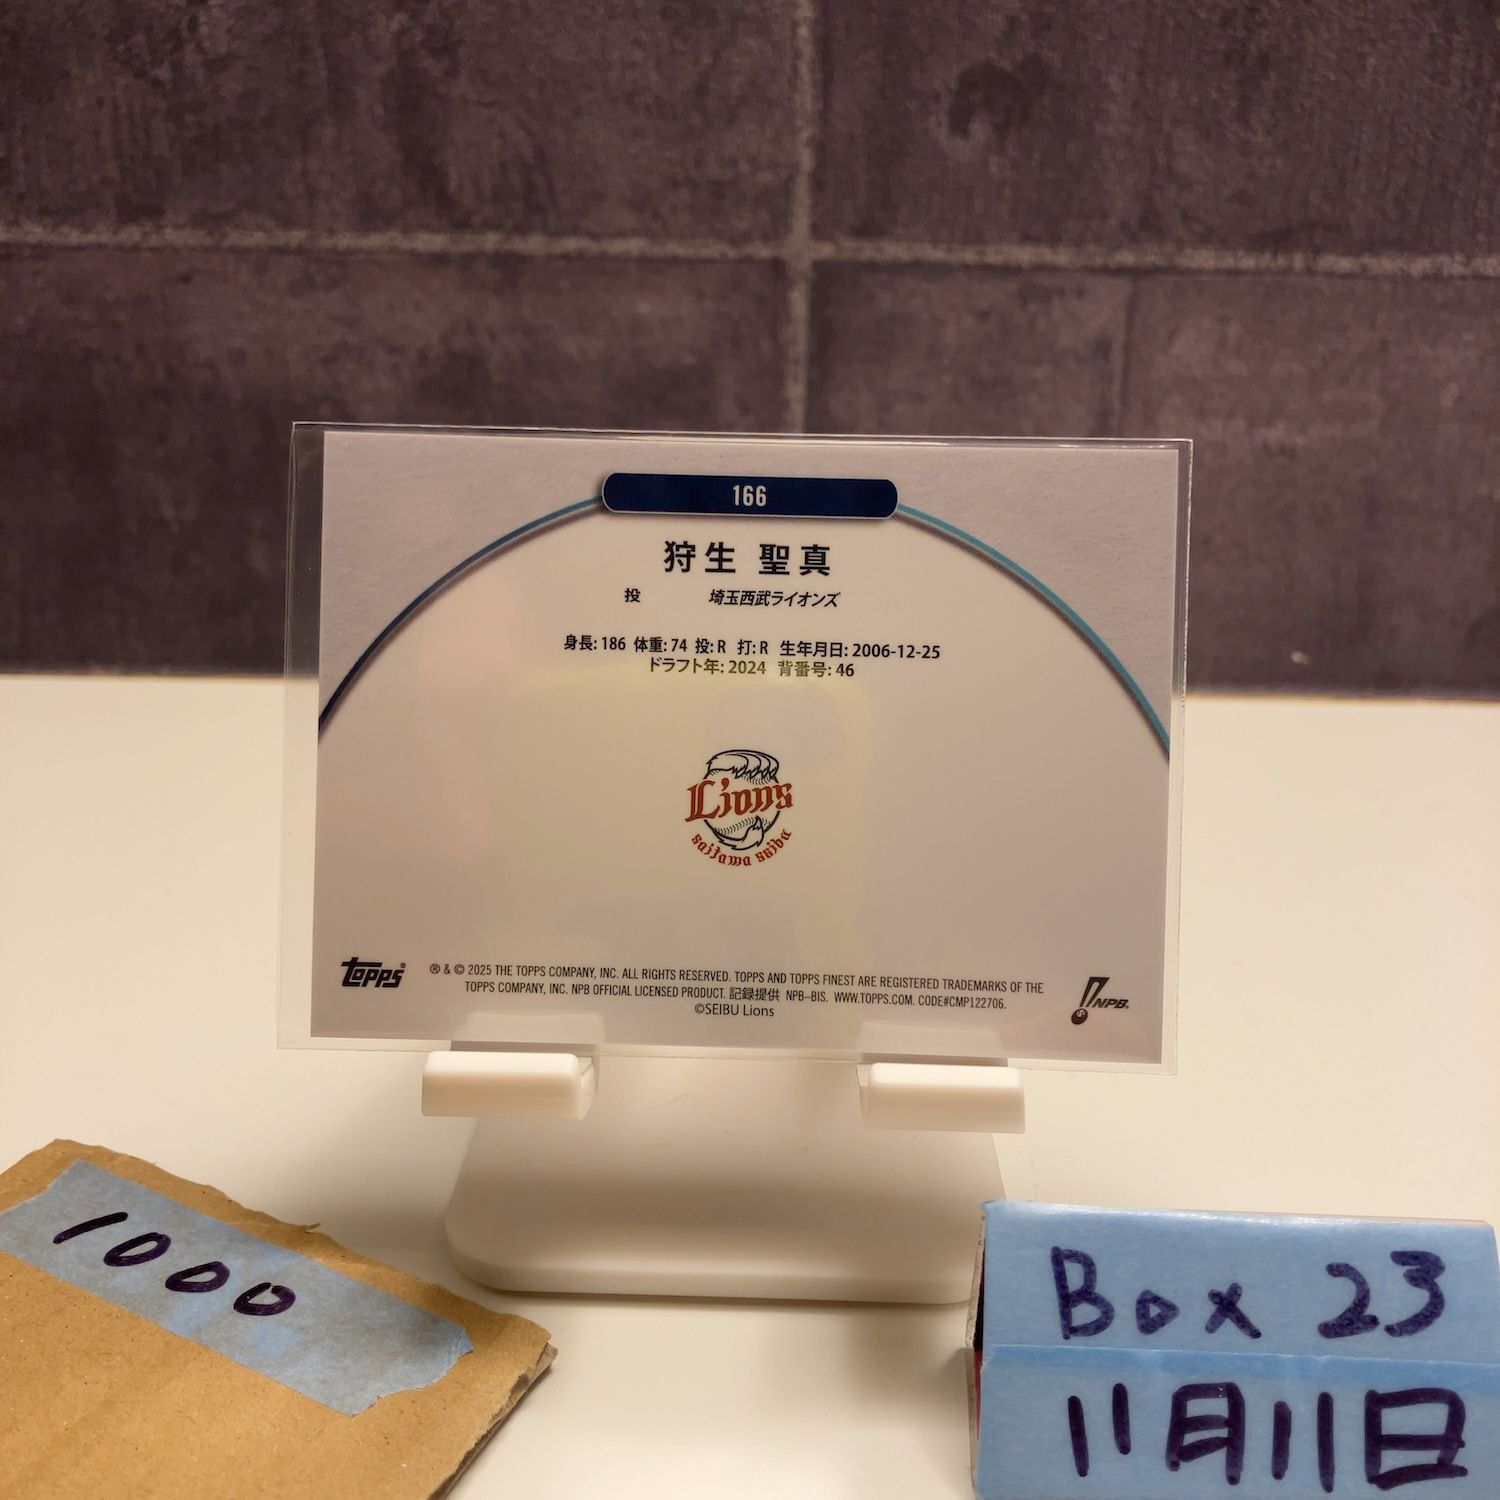 166
狩生 聖真
投 埼玉西武ライオンズ
身長: 186 体重: 74 投: R 打: R 生年月日: 2006-12-25
ドラフト年: 2024 背番号: 46
Lions
saitama seibu
topps®
® & © 2025 THE TOPPS COMPANY, INC. ALL RIGHTS RESERVED. TOPPS AND TOPPS FINEST ARE REGISTERED TRADEMARKS OF THE
TOPPS COMPANY, INC. NPB OFFICIAL LICENSED PRODUCT. 記録提供 NPB-BIS. WWW.TOPPS.COM. CODE#CMP122706.
©SEIBU Lions
NPB.
1000
Box 23
11月11日